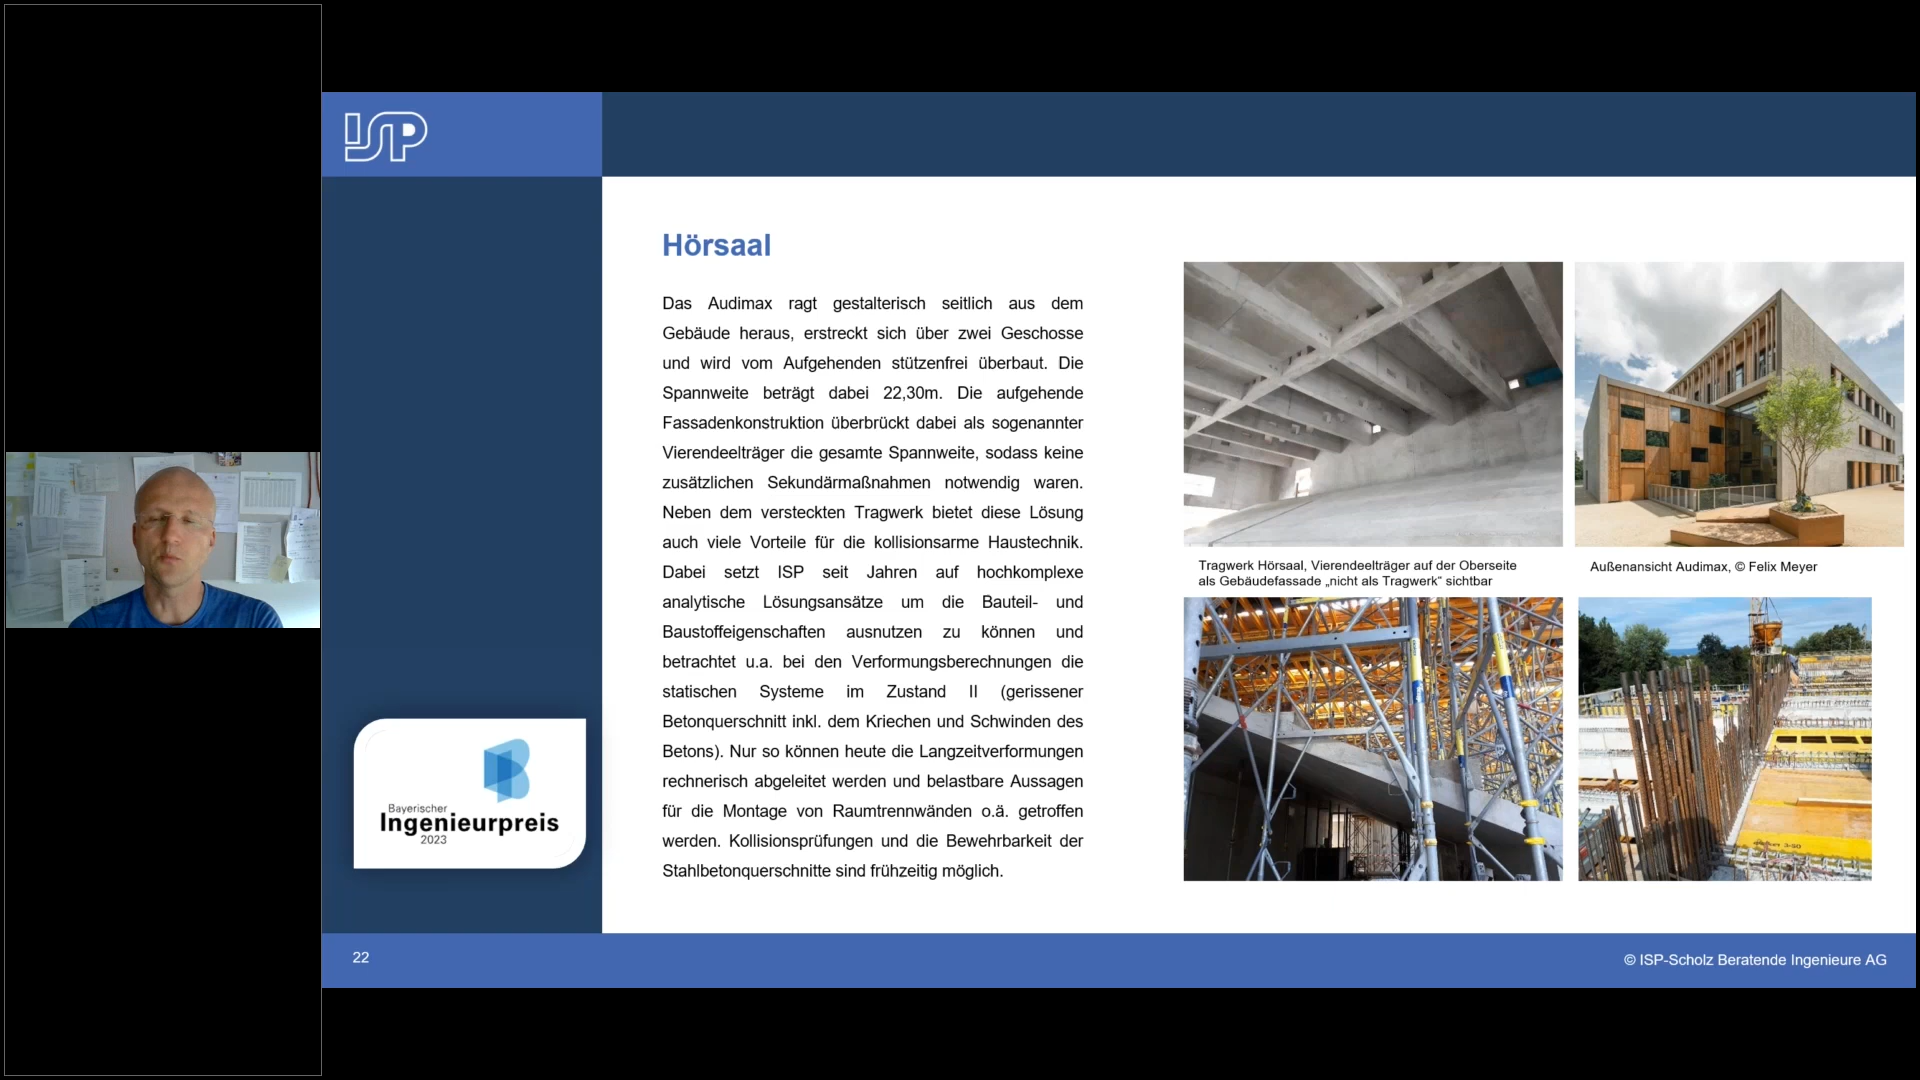 ISP
Hörsaal
Das Audimax ragt gestalterisch seitlich aus dem
Gebäude heraus, erstreckt sich über zwei Geschosse
und wird vom Aufgehenden stützenfrei überbaut. Die
Spannweite beträgt dabei 22,30m. Die aufgehende
Fassadenkonstruktion überbrückt dabei als sogenannter
Vierendeelträger die gesamte Spannweite, sodass keine
zusätzlichen Sekundärmaßnahmen notwendig waren.
Neben dem versteckten Tragwerk bietet diese Lösung
auch viele Vorteile für die kollisionsarme Haustechnik.
Dabei setzt ISP seit Jahren auf hochkomplexe
analytische Lösungsansätze um die Bauteil- und
Baustoffeigenschaften ausnutzen zu können und
betrachtet u.a. bei den Verformungsberechnungen die
statischen Systeme im Zustand II (gerissener
Betonquerschnitt inkl. dem Kriechen und Schwinden des
Betons). Nur so können heute die Langzeitverformungen
rechnerisch abgeleitet werden und belastbare Aussagen
für die Montage von Raumtrennwänden o.ä. getroffen
werden. Kollisionsprüfungen und die Bewehrbarkeit der
Stahlbetonquerschnitte sind frühzeitig möglich.
Tragwerk Hörsaal, Vierendeelträger auf der Oberseite
als Gebäudefassade „nicht als Tragwerk“ sichtbar
Außenansicht Audimax, © Felix Meyer
Bayerischer
Ingenieurpreis
2023
22
© ISP-Scholz Beratende Ingenieure AG